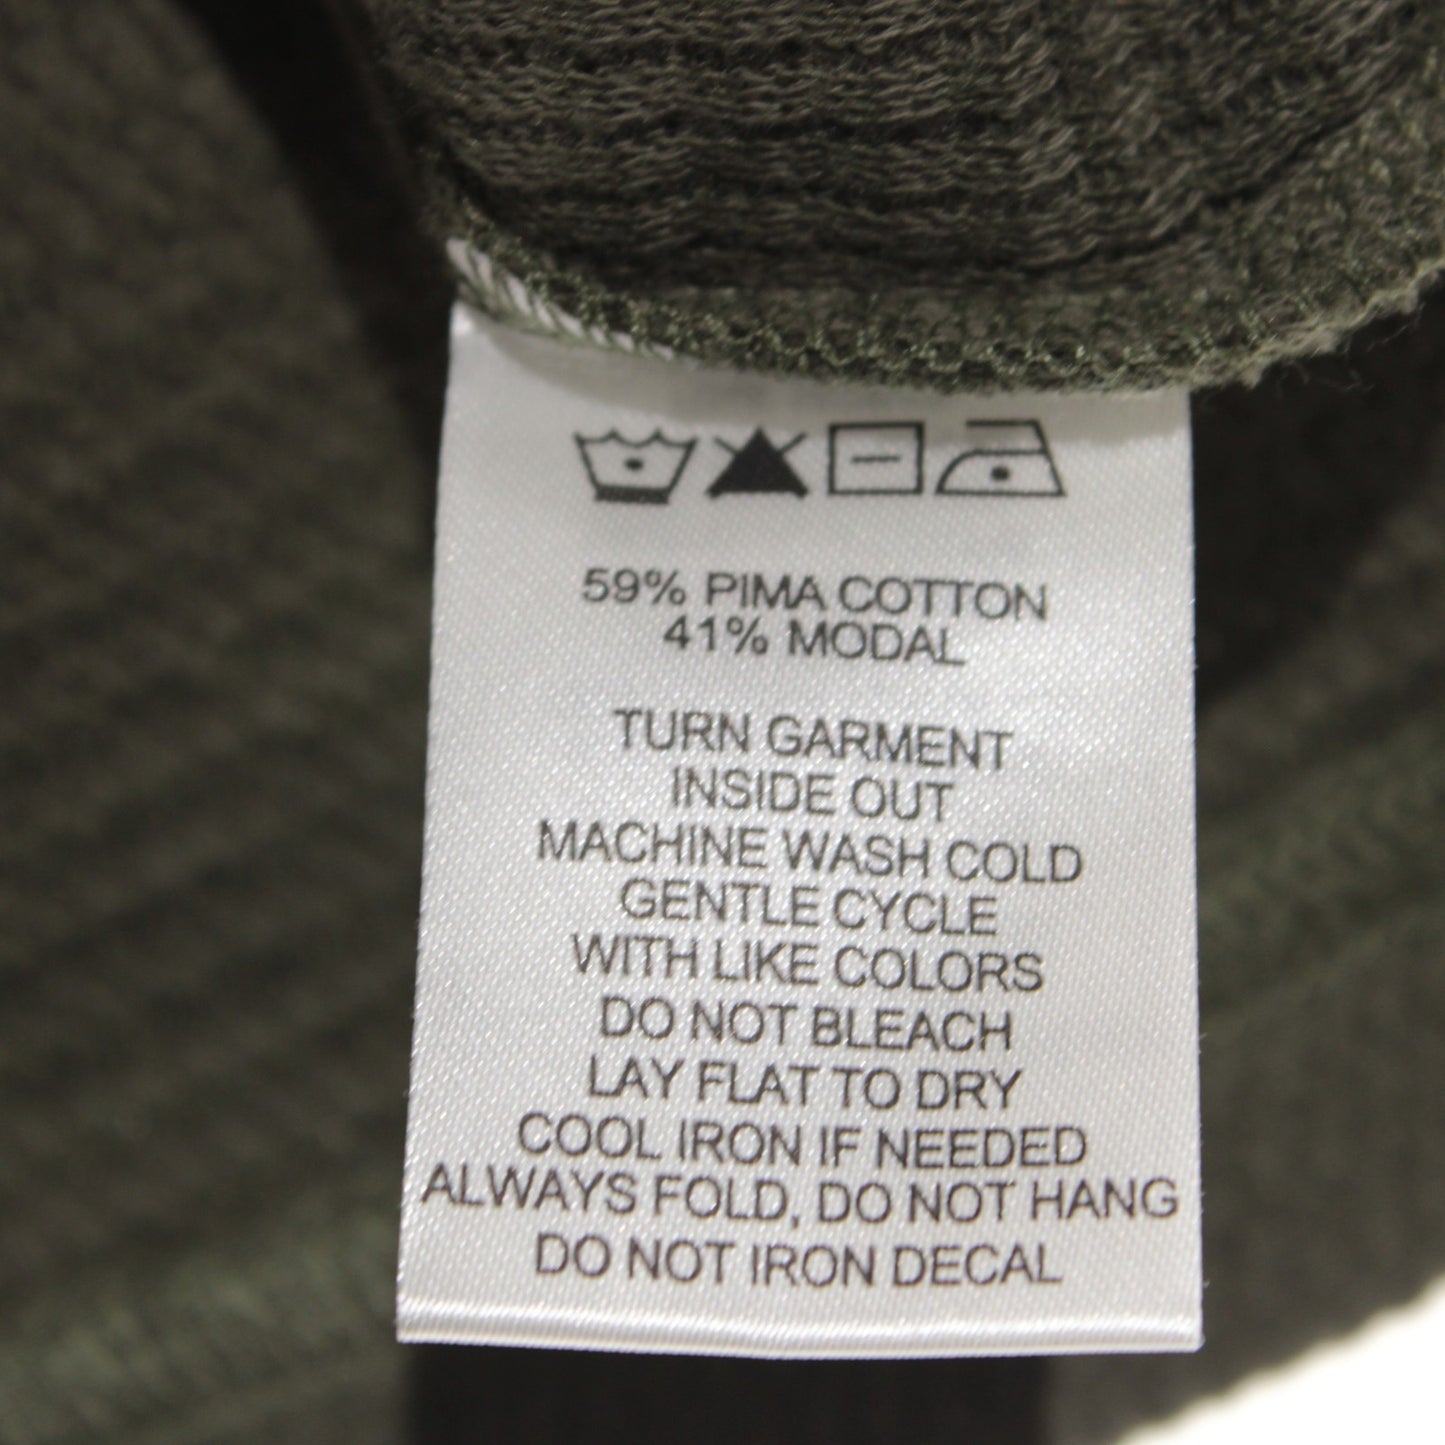 59% PIMA COTTON
41% MODAL
TURN GARMENT
INSIDE OUT
MACHINE WASH COLD
GENTLE CYCLE
WITH LIKE COLORS
DO NOT BLEACH
LAY FLAT TO DRY
COOL IRON IF NEEDED
ALWAYS FOLD, DO NOT HANG
DO NOT IRON DECAL